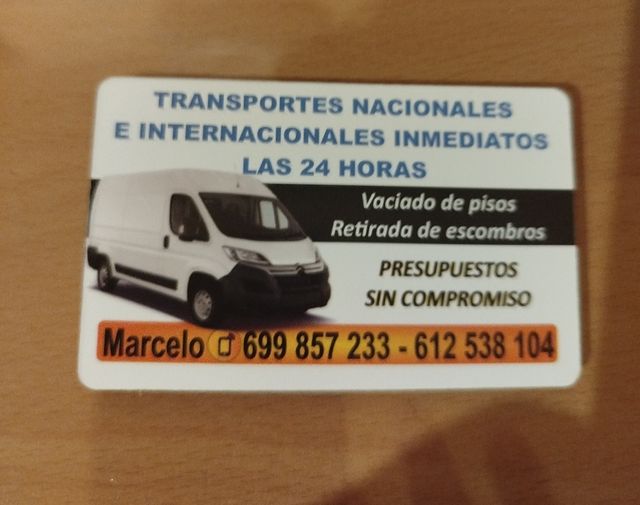 TRANSPORTES NACIONALES
E INTERNACIONALES INMEDIATOS
LAS 24 HORAS
Vaciado de pisos
Retirada de escombros
PRESUPUESTOS
SIN COMPROMISO
Marcelo 699 857 233 - 612 538 104